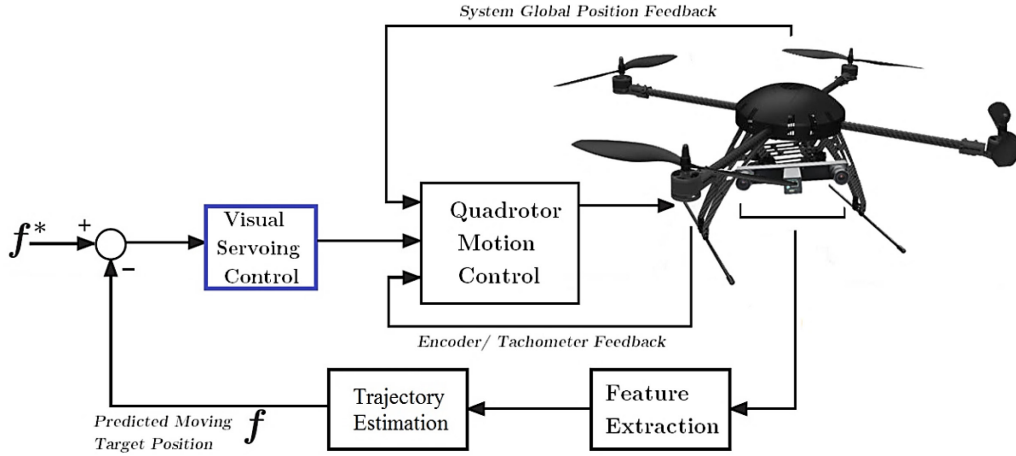 System Global Position Feedback
f*
+
−
Visual
Servoing
Control
Quadrotor
Motion
Control
Encoder/ Tachometer Feedback
Predicted Moving
Target Position
f
Trajectory
Estimation
Feature
Extraction